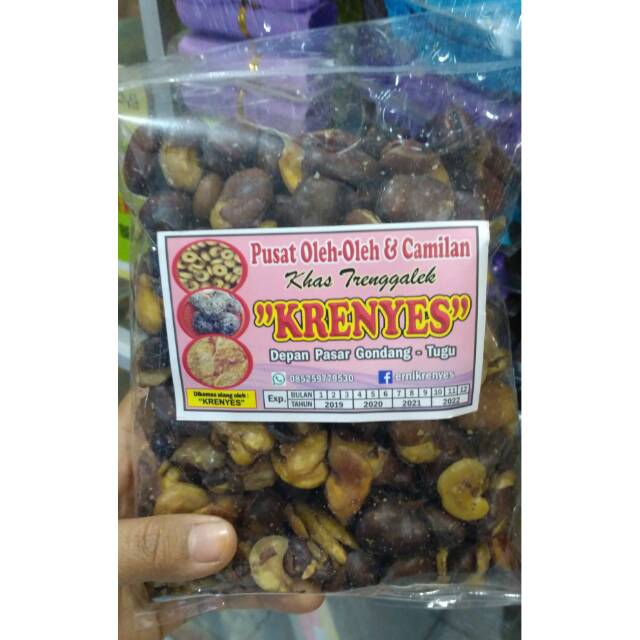 Pusat Oleh-Oleh & Camilan
Khas Trenggalek
"KRENYES"
Depan Pasar Gondang - Tugu
085259779530 ernikrenyes
Dikemas ulang oleh :
"KRENYES"
Exp. BULAN 1 2 3 4 5 6 7 8 9 10 11 12
TAHUN 2019 2020 2021 2022